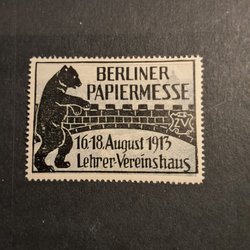 BERLINER
PAPIERMESSE
16-18. August 1913
Lehrer-Vereinshaus